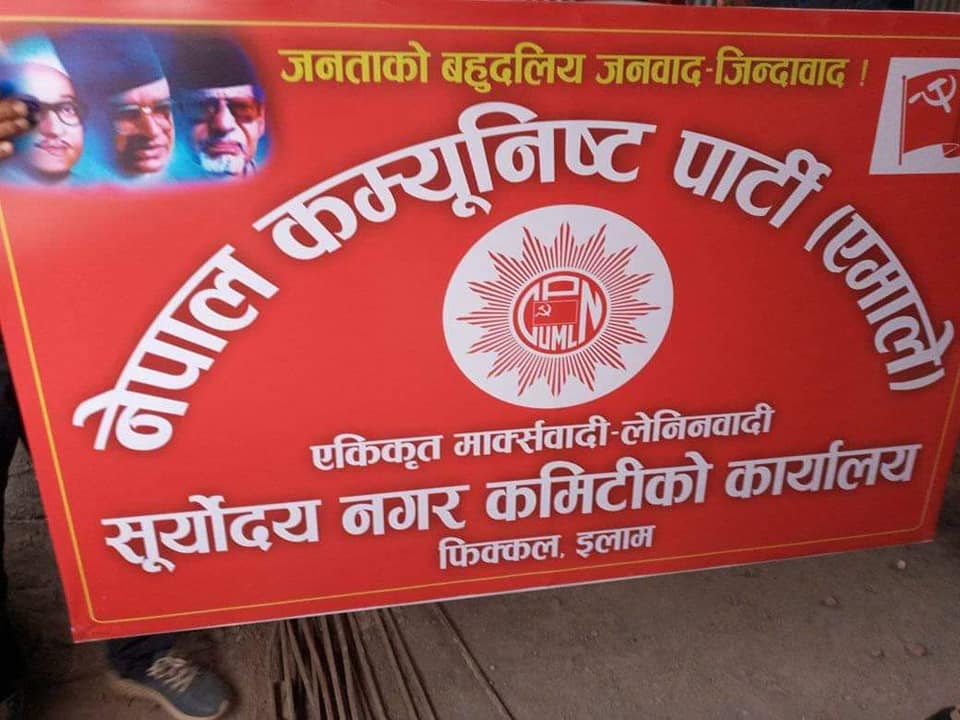 जनताको बहुदलिय जनवाद-जिन्दावाद !
नेपाल कम्यूनिष्ट पार्टी (एमाले)
CPN
UML
एकिकृत मार्क्सवादी-लेनिनवादी
सूर्योदय नगर कमिटीको कार्यालय
फिक्कल, इलाम